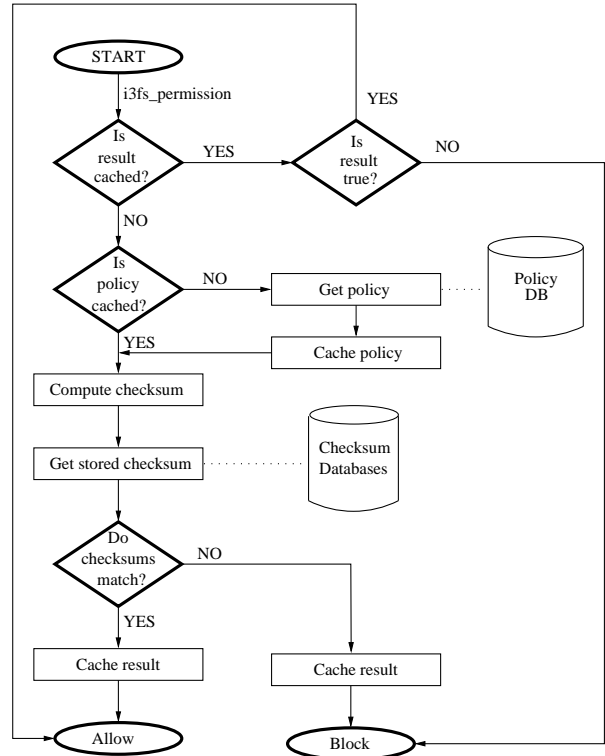 START
i3fs_permission
YES
Is
result
cached?
YES
Is
result
true?
NO
NO
Is
policy
cached?
NO
Get policy
Policy
DB
YES
Cache policy
Compute checksum
Get stored checksum
Checksum
Databases
Do
checksums
match?
NO
YES
Cache result
Cache result
Allow
Block